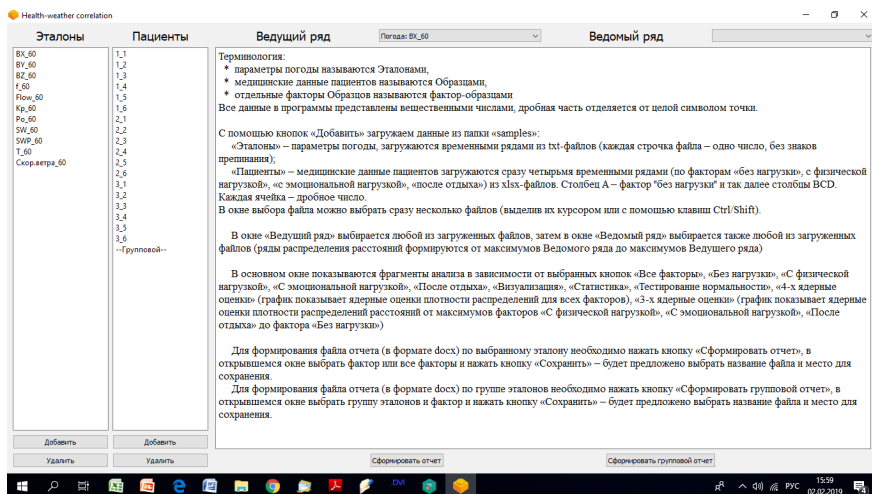 Health-weather correlation
Эталоны
Пациенты
Ведущий ряд
Погода: BX_60
Ведомый ряд
BX_60
BY_60
BZ_60
f_60
Flow_60
Kp_60
Po_60
SW_60
SWP_60
T_60
Скор.ветра_60
1_1
1_2
1_3
1_4
1_5
1_6
2_1
2_2
2_3
2_4
2_5
2_6
3_1
3_2
3_3
3_4
3_5
3_6
--Групповой--
Терминология:
* параметры погоды называются Эталонами,
* медицинские данные пациентов называются Образцами,
* отдельные факторы Образцов называются фактор-образцами
Все данные в программы представлены вещественными числами, дробная часть отделяется от целой символом точки.
С помощью кнопок «Добавить» загружаем данные из папки «samples»:
«Эталоны» – параметры погоды, загружаются временными рядами из txt-файлов (каждая строчка файла – одно число, без знаков
препинания);
«Пациенты» – медицинские данные пациентов загружаются сразу четырьмя временными рядами (по факторам «без нагрузки», с физической
нагрузкой», «с эмоциональной нагрузкой», «после отдыха») из xlsx-файлов. Столбец A – фактор "без нагрузки" и так далее столбцы BCD.
Каждая ячейка – дробное число.
В окне выбора файла можно выбрать сразу несколько файлов (выделив их курсором или с помощью клавиш Ctrl/Shift).
В окне «Ведущий ряд» выбирается любой из загруженных файлов, затем в окне «Ведомый ряд» выбирается также любой из загруженных
файлов (ряды распределения расстояний формируются от максимумов Ведомого ряда до максимумов Ведущего ряда)
В основном окне показываются фрагменты анализа в зависимости от выбранных кнопок «Все факторы», «Без нагрузки», «С физической
нагрузкой», «С эмоциональной нагрузкой», «После отдыха», «Визуализация», «Статистика», «Тестирование нормальности», «4-х ядерные
оценки» (график показывает ядерные оценки плотности распределений для всех факторов), «3-х ядерные оценки» (график показывает ядерные
оценки плотности распределений расстояний от максимумов факторов «С физической нагрузкой», «С эмоциональной нагрузкой», «После
отдыха» до фактора «Без нагрузки»)
Для формирования файла отчета (в формате docx) по выбранному эталону необходимо нажать кнопку «Сформировать отчет», в
открывшемся окне выбрать фактор или все факторы и нажать кнопку «Сохранить» – будет предложено выбрать название файла и место для
сохранения.
Для формирования файла отчета (в формате docx) по группе эталонов необходимо нажать кнопку «Сформировать групповой отчет», в
открывшемся окне выбрать группу эталонов и фактор и нажать кнопку «Сохранить» – будет предложено выбрать название файла и место для
сохранения.
Добавить
Добавить
Удалить
Удалить
Сформировать отчет
Сформировать групповой отчет
.DVI
РУС
15:59
02.02.2019